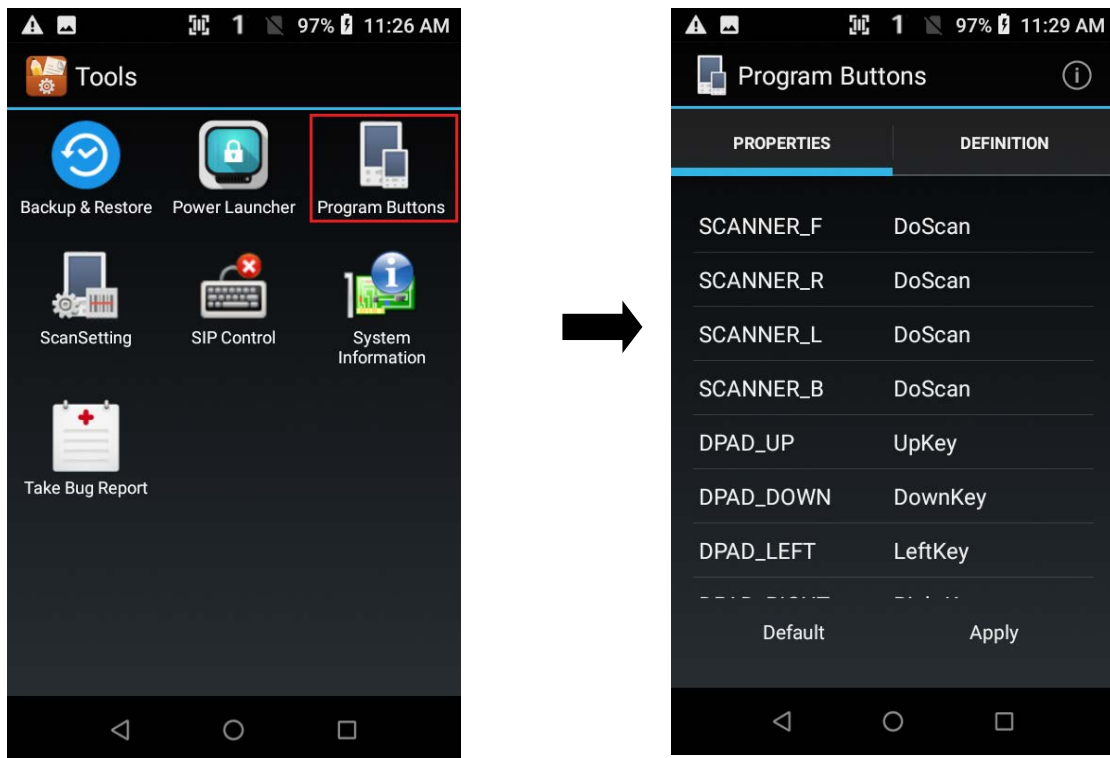 1 97% 11:26 AM
Tools
Backup & Restore Power Launcher Program Buttons
ScanSetting SIP Control System
Information
Take Bug Report
1 97% 11:29 AM
Program Buttons
PROPERTIES DEFINITION
SCANNER_F DoScan
SCANNER_R DoScan
SCANNER_L DoScan
SCANNER_B DoScan
DPAD_UP UpKey
DPAD_DOWN DownKey
DPAD_LEFT LeftKey
Default Apply